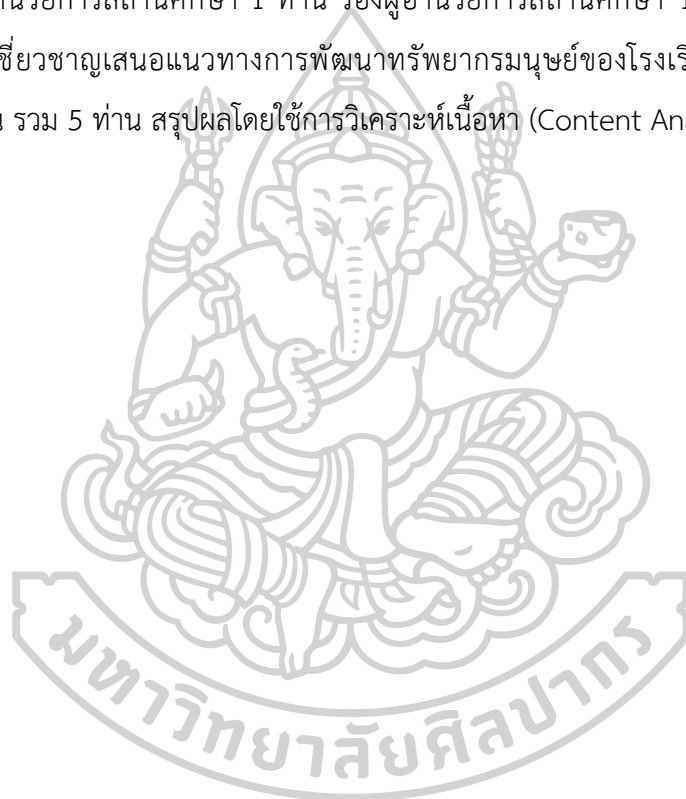 นวยการสถานศึกษา 1 ท่าน รองผู้อำนวยการสถานศึกษา
ชี่ยวชาญเสนอแนวทางการพัฒนาทรัพยากรมนุษย์ของโรงเรี
รวม 5 ท่าน สรุปผลโดยใช้การวิเคราะห์เนื้อหา (Content Ana
มหาวิทยาลัยศิลปากร